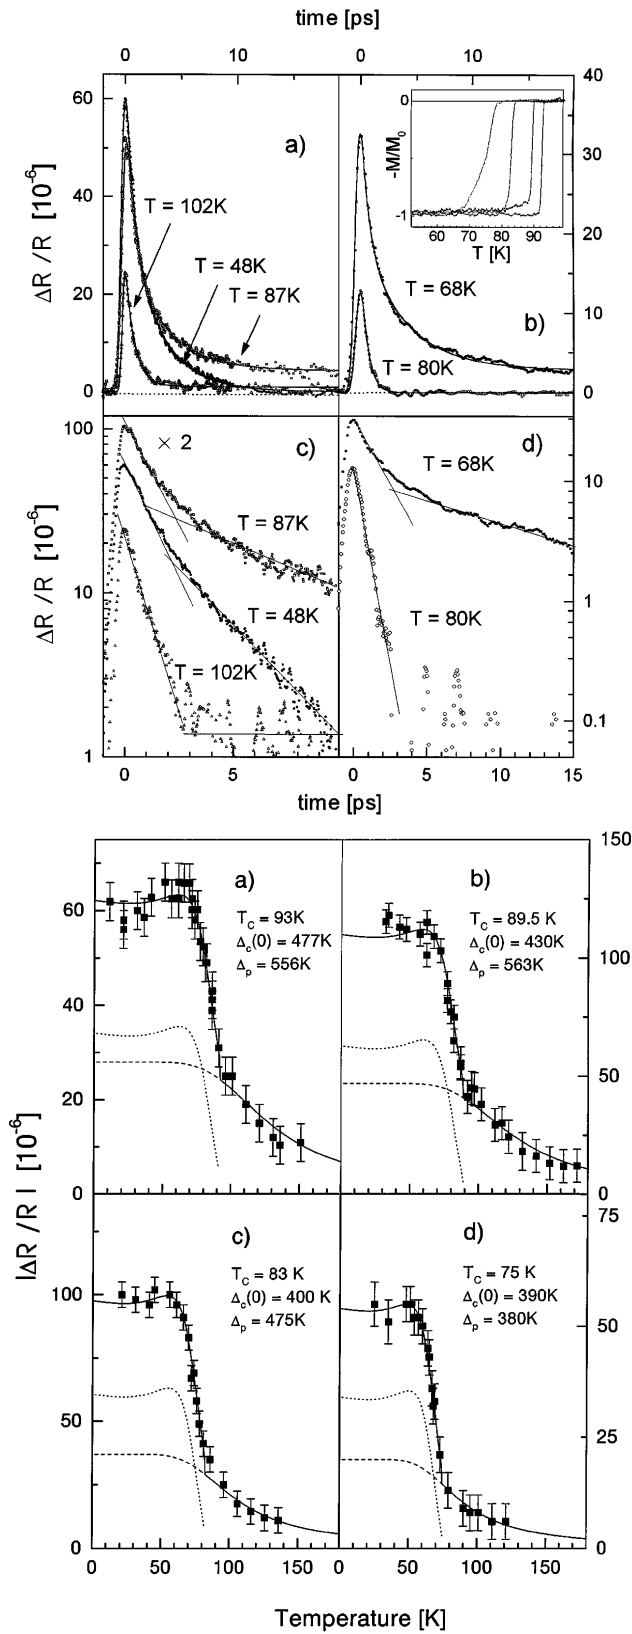 time [ps]
0 10 0 10
60
40
20
0
ΔR /R [10⁻⁶]
a)
T = 102K
T = 48K
T = 87K
40
30
20
10
0
0
-1
-M/M₀
60 70 80 90
T [K]
T = 68K
b)
T = 80K
100
10
1
ΔR /R [10⁻⁶]
× 2
c)
T = 87K
T = 48K
T = 102K
d)
T = 68K
T = 80K
10
1
0.1
0 5 0 5 10 15
time [ps]
60
40
20
0
a)
T_C = 93K
Δ_c(0) = 477K
Δ_p = 556K
150
100
50
0
b)
T_C = 89.5 K
Δ_c(0) = 430K
Δ_p = 563K
|ΔR /R | [10⁻⁶]
100
50
0
c)
T_C = 83 K
Δ_c(0) = 400 K
Δ_p = 475K
75
50
25
0
d)
T_C = 75 K
Δ_c(0) = 390K
Δ_p = 380K
0 50 100 150 0 50 100 150
Temperature [K]